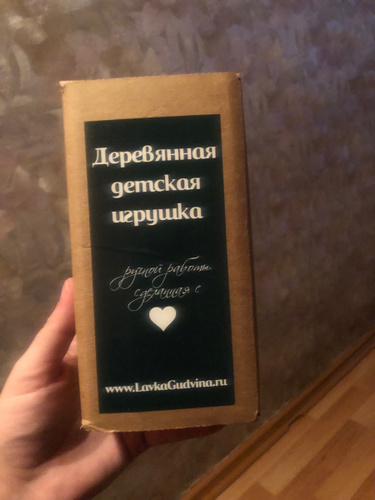 Деревянная
детская
игрушка
ручной работы
сделанная с
www.LavkaGudvina.ru